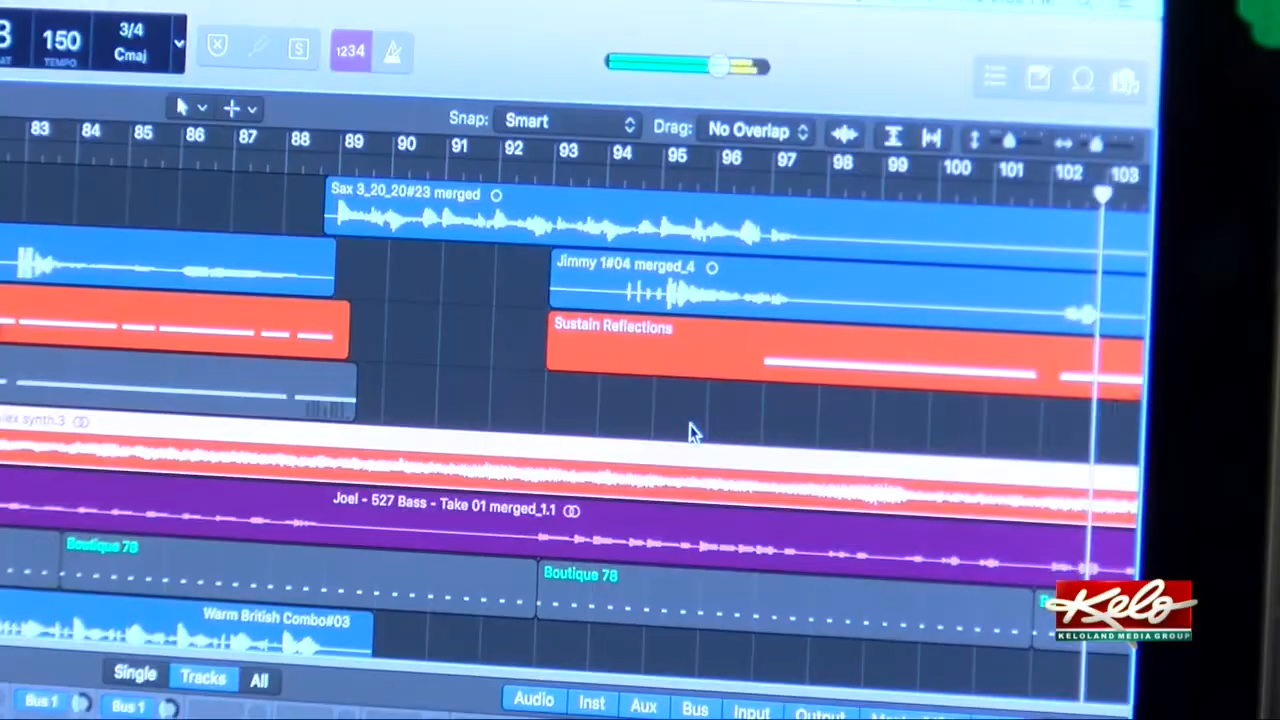 3/4
150
TEMPO
Cmaj
S
1234
Snap: Smart
Drag: No Overlap
83 84 85 86 87 88 89 90 91 92 93 94 95 96 97 98 99 100 101 102 103
Sax 3_20_20#23 merged
Jimmy 1#04 merged_4
Sustain Reflections
synth.3
Joel - 527 Bass - Take 01 merged_1.1
Boutique 78
Boutique 78
Warm British Combo#03
Kelo
KELOLAND MEDIA GROUP
Single Tracks All
Bus 1 Bus 1
Audio Inst Aux Bus Input Output